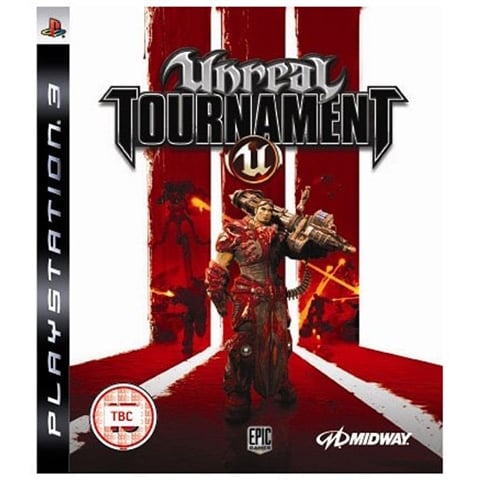 PLAYSTATION 3
Unreal
TOURNAMENT
U
TBC
EPIC
GAMES
MIDWAY